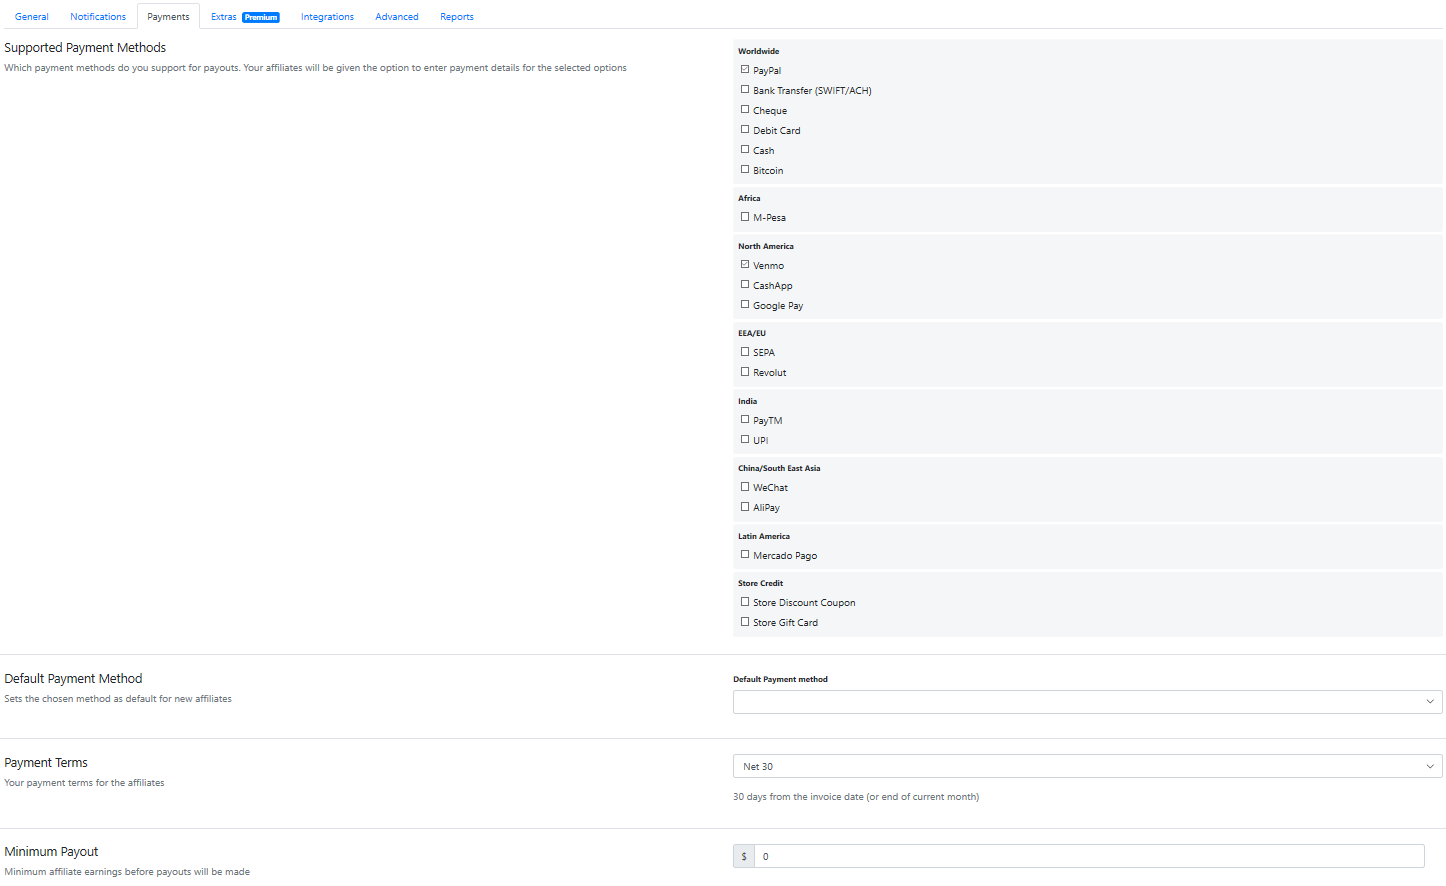 General Notifications Payments Extras Premium Integrations Advanced Reports
Supported Payment Methods
Which payment methods do you support for payouts. Your affiliates will be given the option to enter payment details for the selected options
Worldwide
PayPal
Bank Transfer (SWIFT/ACH)
Cheque
Debit Card
Cash
Bitcoin
Africa
M-Pesa
North America
Venmo
CashApp
Google Pay
EEA/EU
SEPA
Revolut
India
PayTM
UPI
China/South East Asia
WeChat
AliPay
Latin America
Mercado Pago
Store Credit
Store Discount Coupon
Store Gift Card
Default Payment Method
Sets the chosen method as default for new affiliates
Default Payment method
Payment Terms
Your payment terms for the affiliates
Net 30
30 days from the invoice date (or end of current month)
Minimum Payout
Minimum affiliate earnings before payouts will be made
$ 0